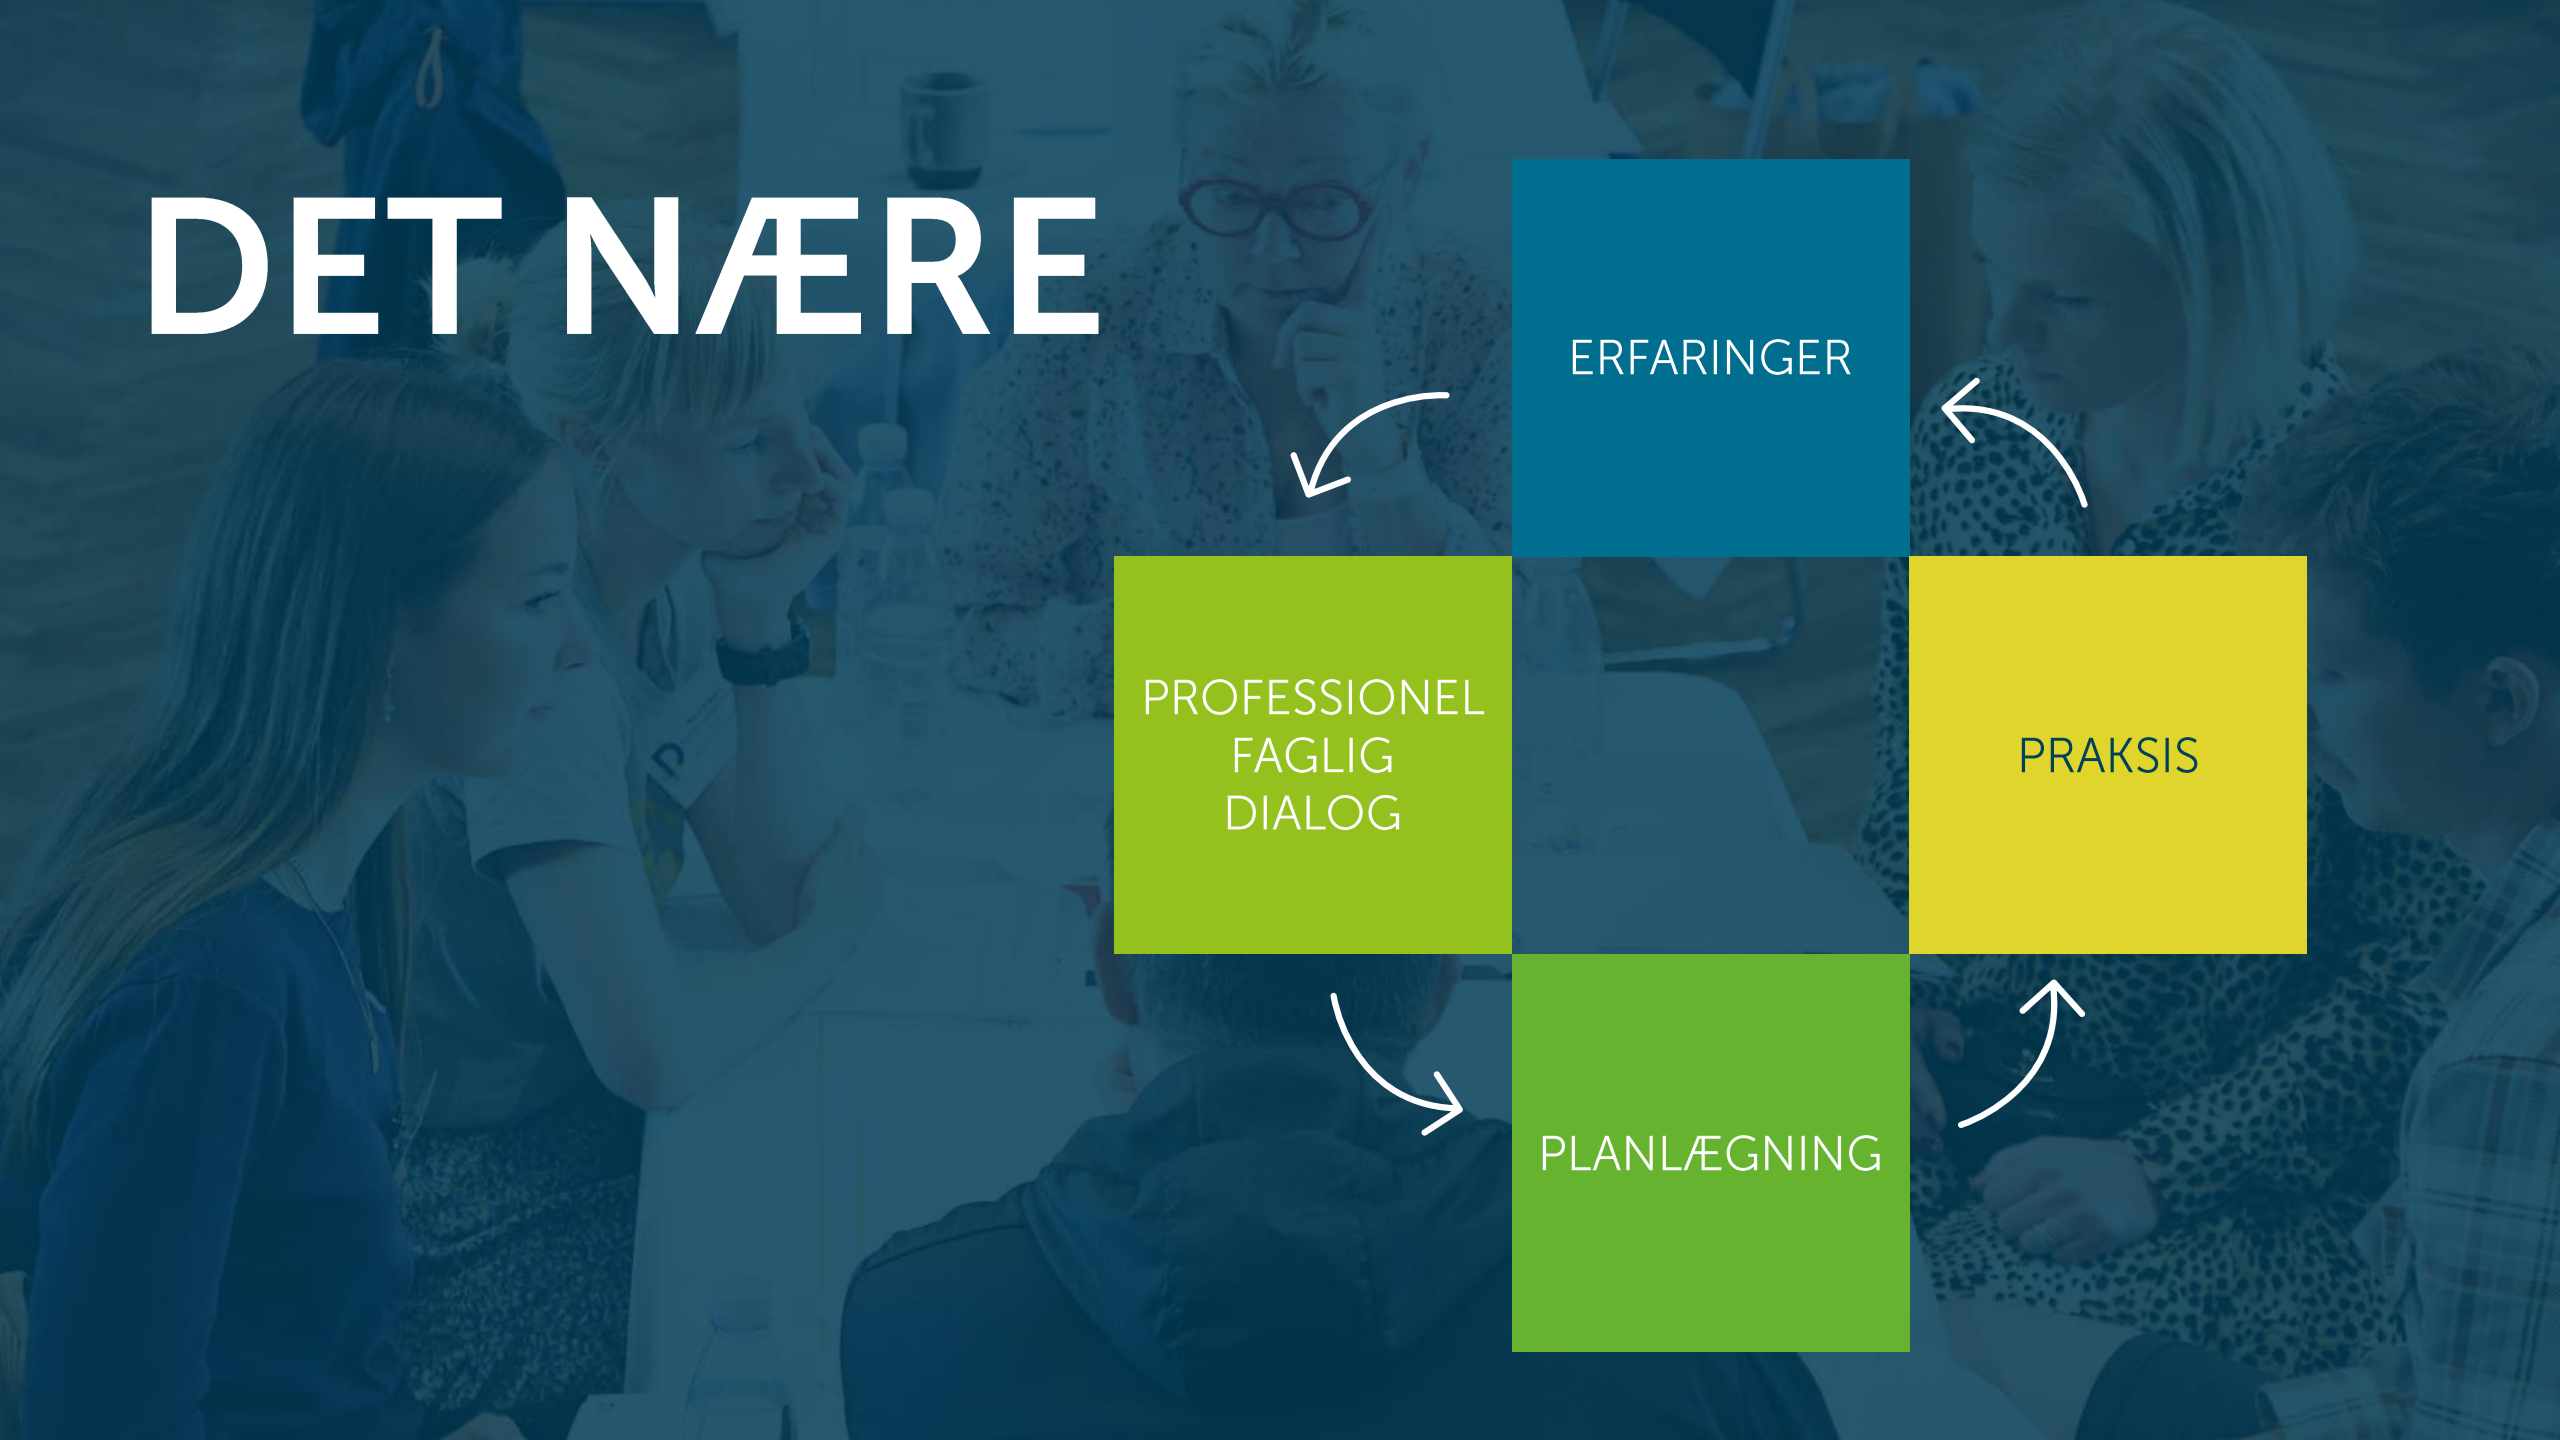 DET NÆRE
ERFARINGER
PROFESSIONEL
FAGLIG
DIALOG
PRAKSIS
PLANLÆGNING